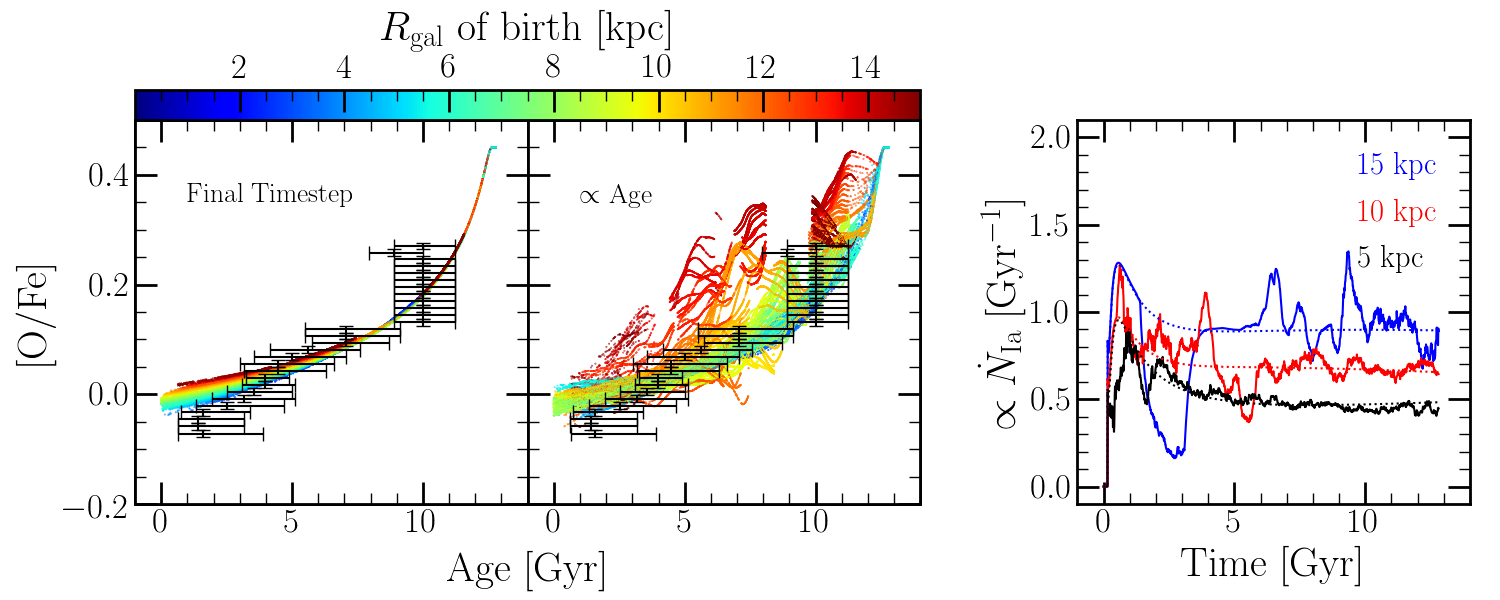 R_gal of birth [kpc]
2 4 6 8 10 12 14
[O/Fe]
0.4
0.2
0.0
−0.2
Final Timestep
∝ Age
0 5 10
0 5 10
Age [Gyr]
∝ Ṅ_Ia [Gyr⁻¹]
2.0
1.5
1.0
0.5
0.0
15 kpc
10 kpc
5 kpc
0 5 10
Time [Gyr]